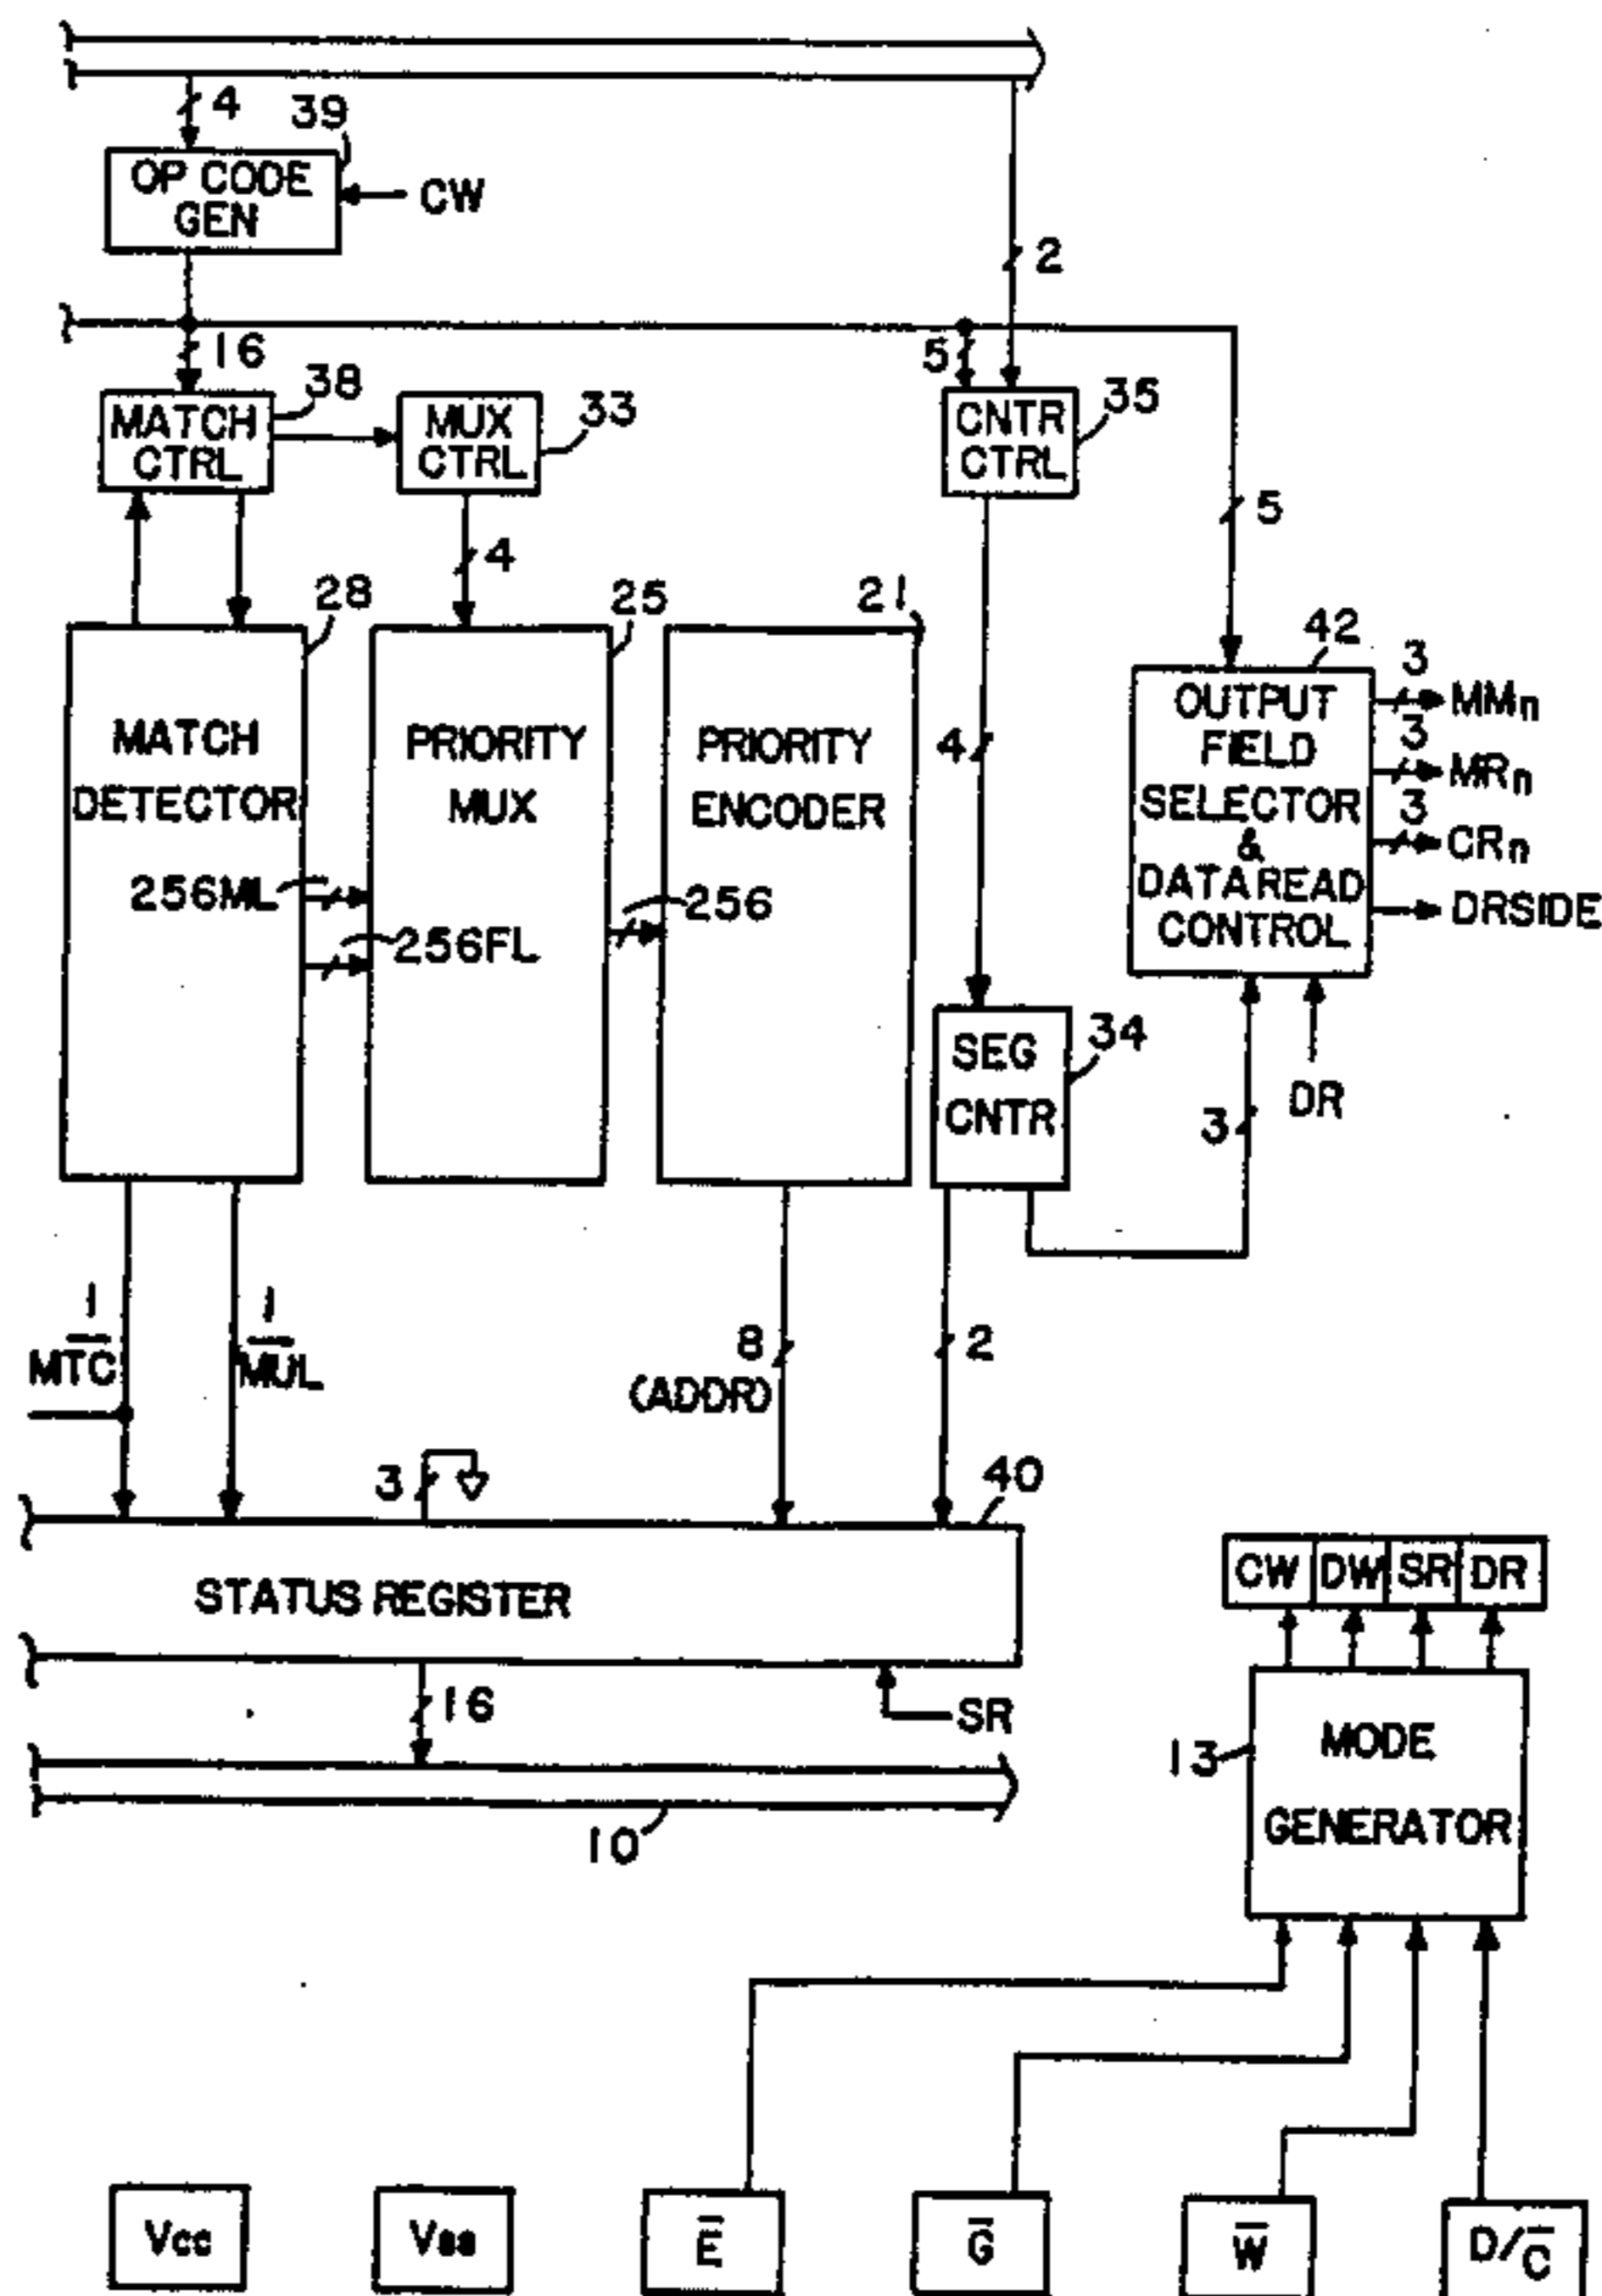 4
39
OP CODE
GEN
CW
2
16
5
38
33
35
MATCH
CTRL
MUX
CTRL
CNTR
CTRL
5
4
28
25
21
42
MATCH
DETECTOR
PRIORITY
MUX
PRIORITY
ENCODER
4
OUTPUT
FIELD
SELECTOR
&
DATA READ
CONTROL
3
MMn
3
MRn
3
CRn
DRSIDE
256ML
256FL
256
SEG
CNTR
34
3
DR
1
M̅T̅C̅
1
M̅U̅L̅
8
(ADDR)
2
3
40
STATUS REGISTER
CW DW SR DR
16
SR
13
MODE
GENERATOR
10
Vcc
Vss
E̅
G̅
W̅
D/C̅